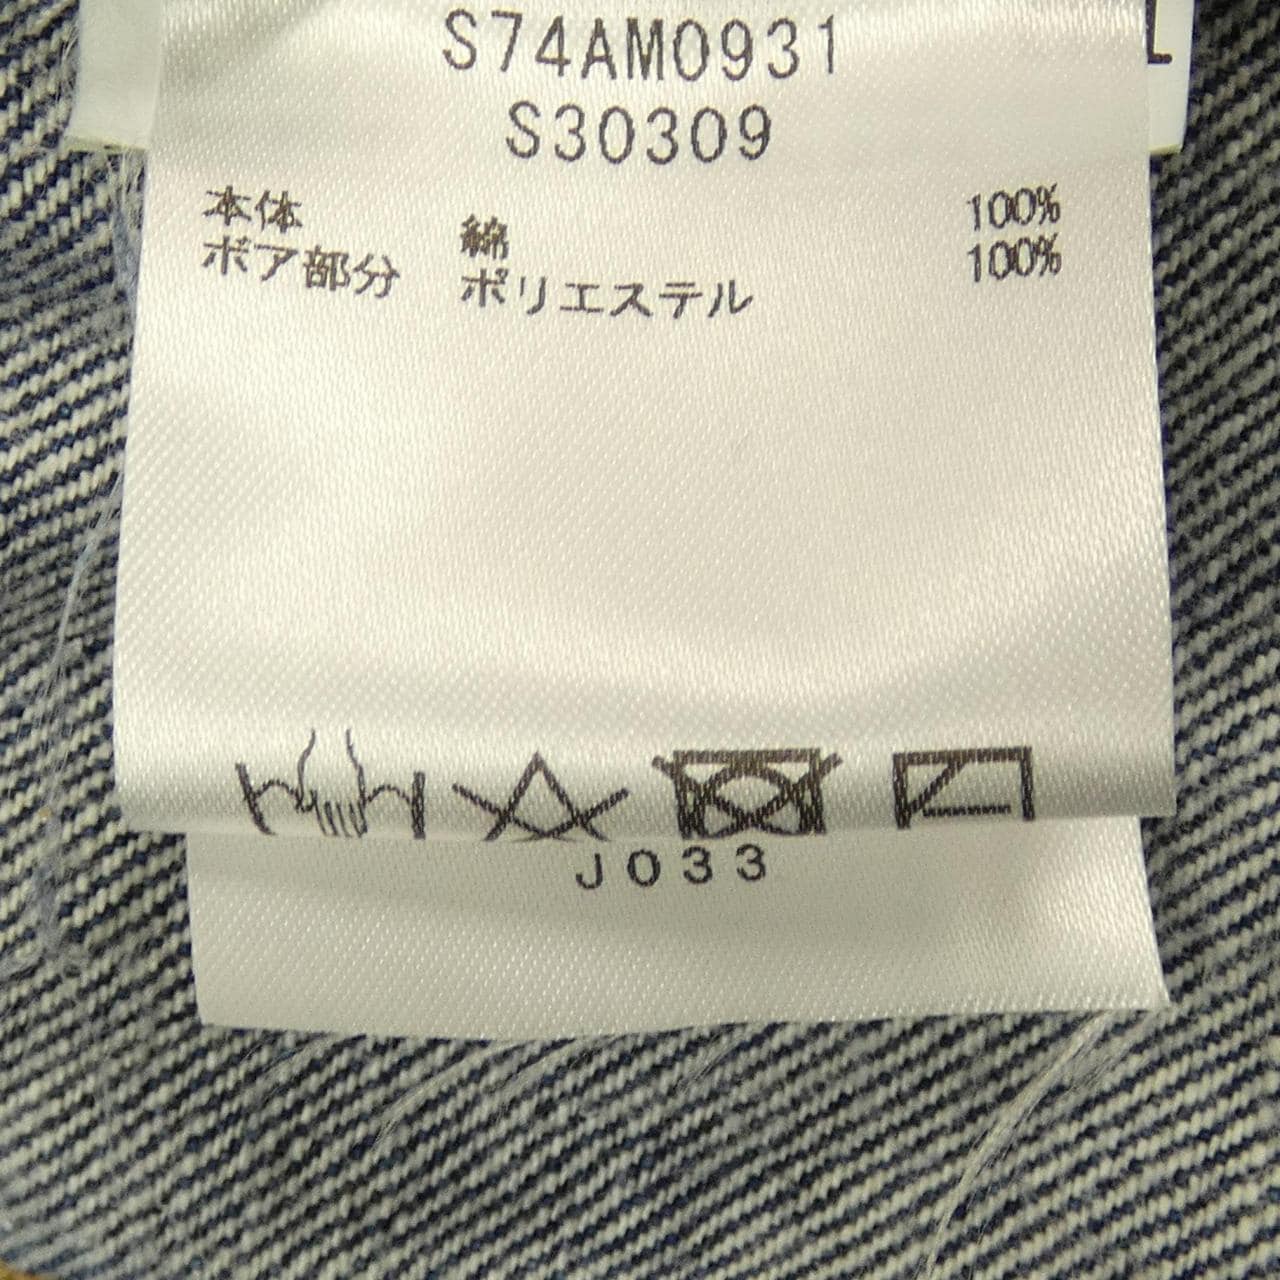 S74AM0931
S30309
本体 綿 100%
ボア部分 ポリエステル 100%
J033